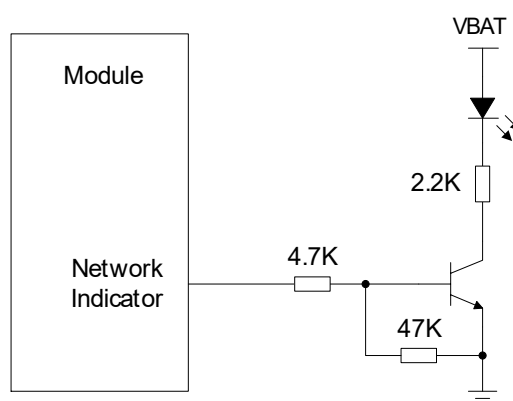 VBAT
Module
2.2K
4.7K
Network
Indicator
47K